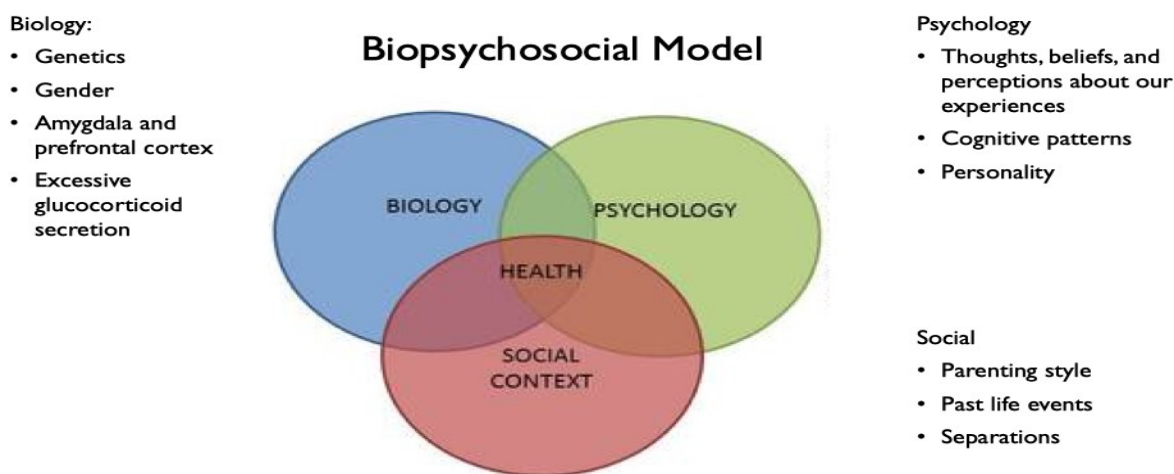 Biology:
• Genetics
• Gender
• Amygdala and
prefrontal cortex
• Excessive
glucocorticoid
secretion
Biopsychosocial Model
BIOLOGY
PSYCHOLOGY
HEALTH
SOCIAL
CONTEXT
Psychology
• Thoughts, beliefs, and
perceptions about our
experiences
• Cognitive patterns
• Personality
Social
• Parenting style
• Past life events
• Separations